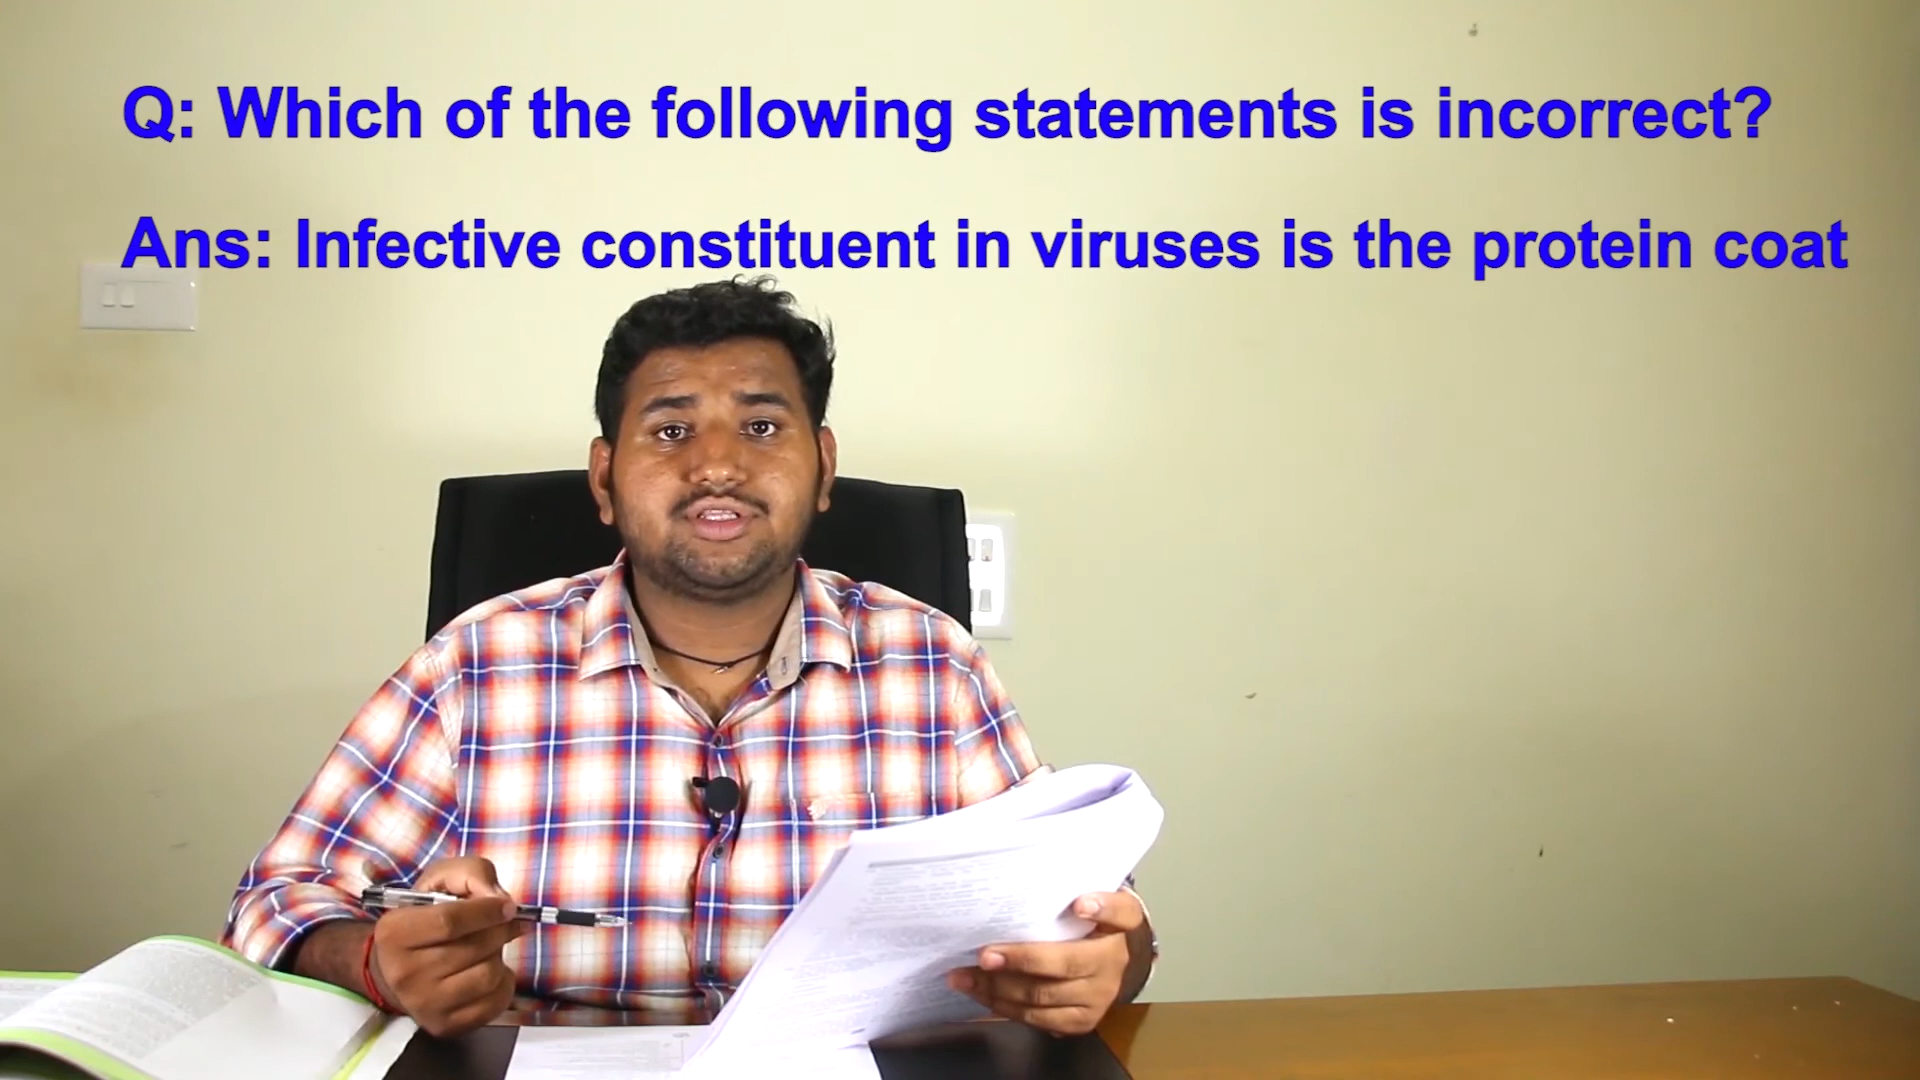 Q: Which of the following statements is incorrect?
Ans: Infective constituent in viruses is the protein coat